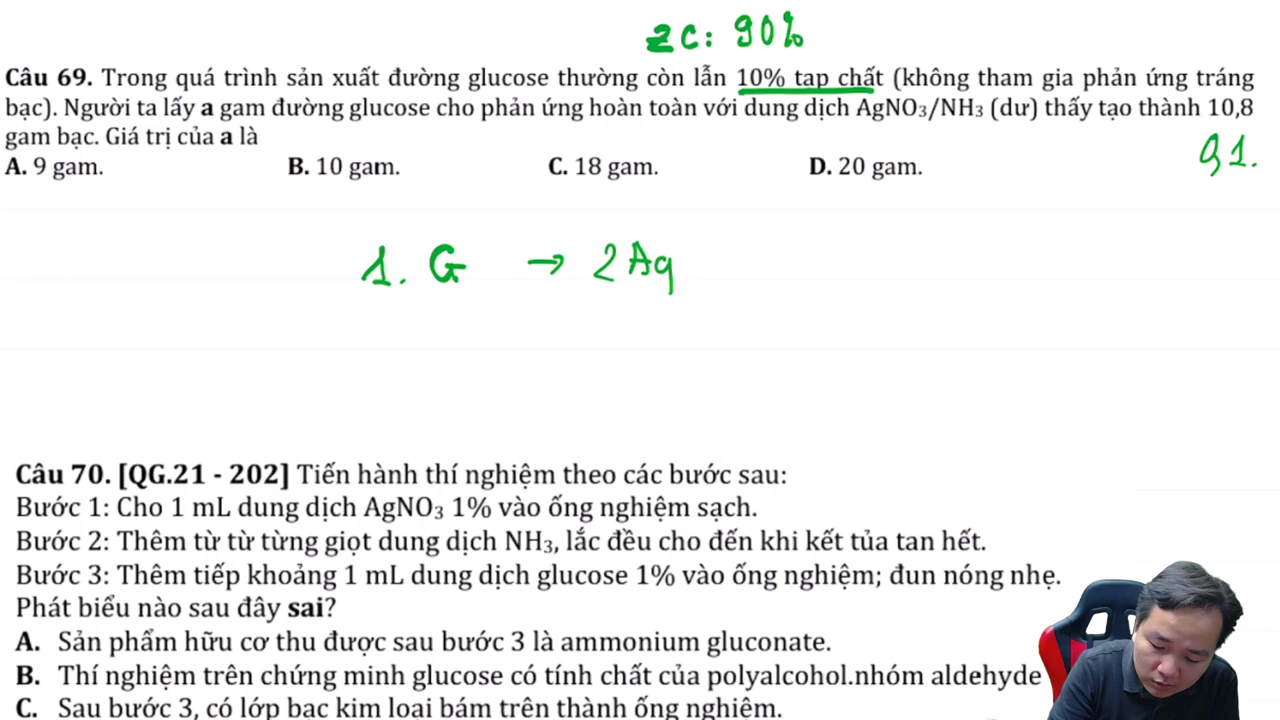 zc: 90%
Câu 69. Trong quá trình sản xuất đường glucose thường còn lẫn 10% tap chất (không tham gia phản ứng tráng
bạc). Người ta lấy a gam đường glucose cho phản ứng hoàn toàn với dung dịch AgNO₃/NH₃ (dư) thấy tạo thành 10,8
gam bạc. Giá trị của a là
A. 9 gam. B. 10 gam. C. 18 gam. D. 20 gam.
0,1.
1. G → 2Ag
Câu 70. [QG.21 - 202] Tiến hành thí nghiệm theo các bước sau:
Bước 1: Cho 1 mL dung dịch AgNO₃ 1% vào ống nghiệm sạch.
Bước 2: Thêm từ từ từng giọt dung dịch NH₃, lắc đều cho đến khi kết tủa tan hết.
Bước 3: Thêm tiếp khoảng 1 mL dung dịch glucose 1% vào ống nghiệm; đun nóng nhẹ.
Phát biểu nào sau đây sai?
A. Sản phẩm hữu cơ thu được sau bước 3 là ammonium gluconate.
B. Thí nghiệm trên chứng minh glucose có tính chất của polyalcohol.nhóm aldehyde
C. Sau bước 3, có lớp bạc kim loại bám trên thành ống nghiệm.